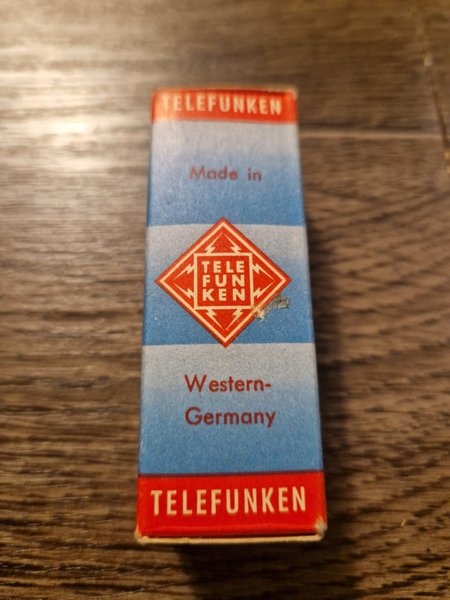 TELEFUNKEN
Made in
TELE
FUN
KEN
Western-
Germany
TELEFUNKEN